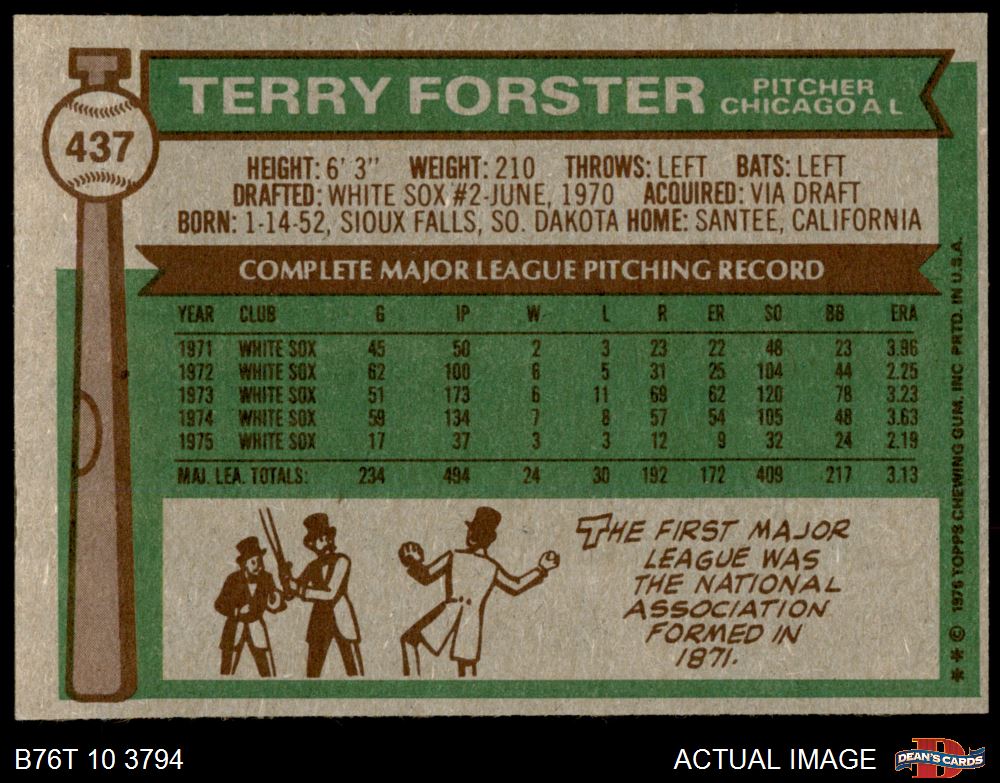 437
TERRY FORSTER
PITCHER
CHICAGO A L
HEIGHT: 6' 3" WEIGHT: 210 THROWS: LEFT BATS: LEFT
DRAFTED: WHITE SOX #2-JUNE, 1970 ACQUIRED: VIA DRAFT
BORN: 1-14-52, SIOUX FALLS, SO. DAKOTA HOME: SANTEE, CALIFORNIA
COMPLETE MAJOR LEAGUE PITCHING RECORD
YEAR CLUB G IP W L R ER SO BB ERA
1971 WHITE SOX 45 50 2 3 23 22 48 23 3.96
1972 WHITE SOX 62 100 6 5 31 25 104 44 2.25
1973 WHITE SOX 51 173 6 11 69 62 120 78 3.23
1974 WHITE SOX 59 134 7 8 57 54 105 48 3.63
1975 WHITE SOX 17 37 3 3 12 9 32 24 2.19
MAJ. LEA. TOTALS: 234 494 24 30 192 172 409 217 3.13
THE FIRST MAJOR
LEAGUE WAS
THE NATIONAL
ASSOCIATION
FORMED IN
1871.
** © 1976 TOPPS CHEWING GUM, INC PRTD. IN U.S.A.
B76T 10 3794
ACTUAL IMAGE
D
DEAN'S CARDS